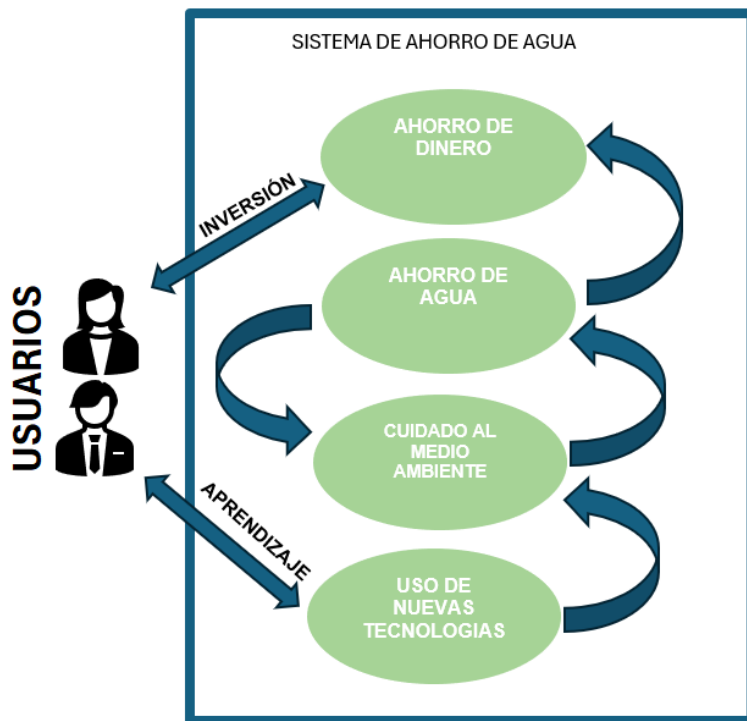 SISTEMA DE AHORRO DE AGUA
AHORRO DE
DINERO
INVERSIÓN
AHORRO DE
AGUA
USUARIOS
CUIDADO AL
MEDIO
AMBIENTE
APRENDIZAJE
USO DE
NUEVAS
TECNOLOGIAS